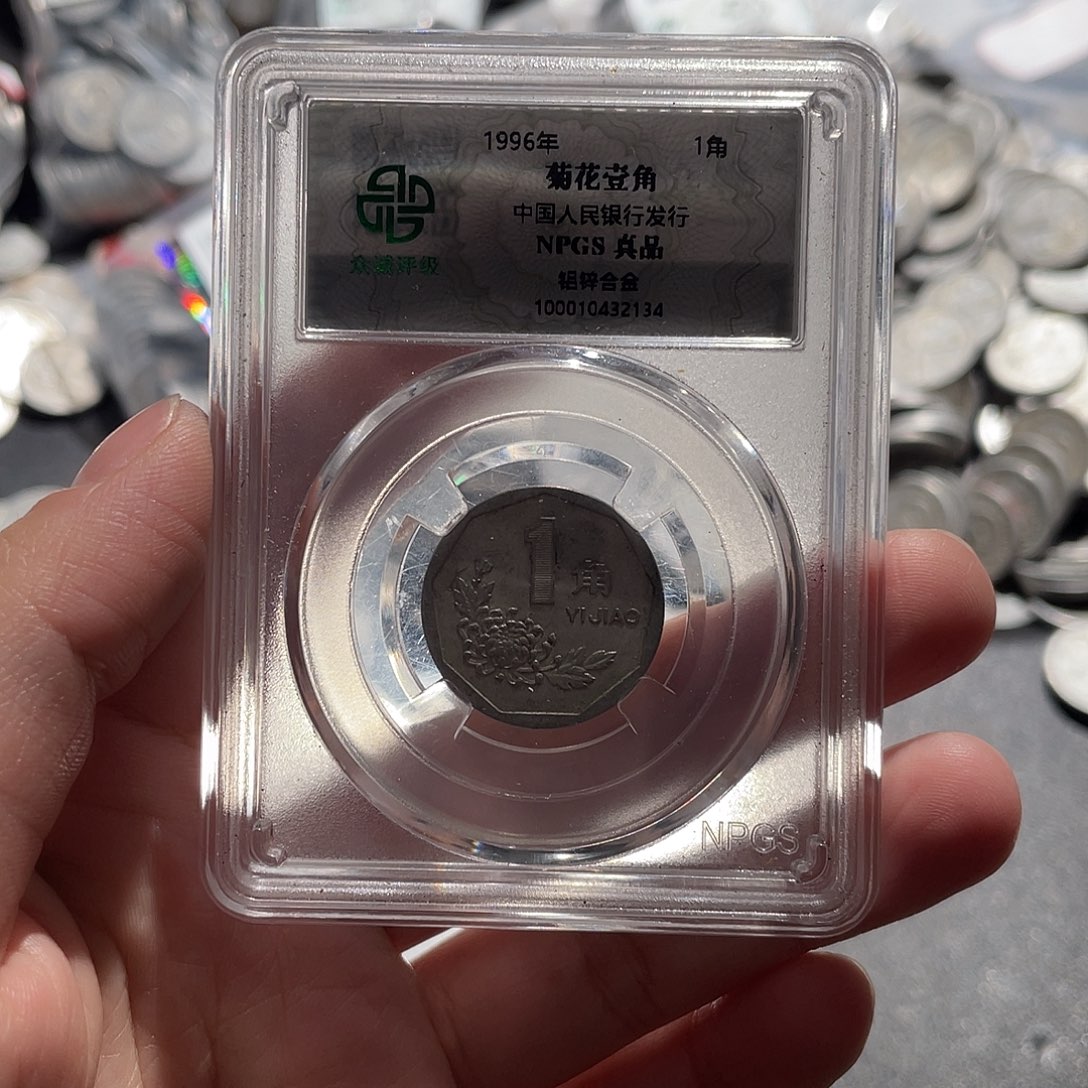 1996年 1角
菊花壹角
中国人民银行发行
NPGS 真品
铝锌合金
100010432134
众诚评级
1
角
YI JIAO
NPGS